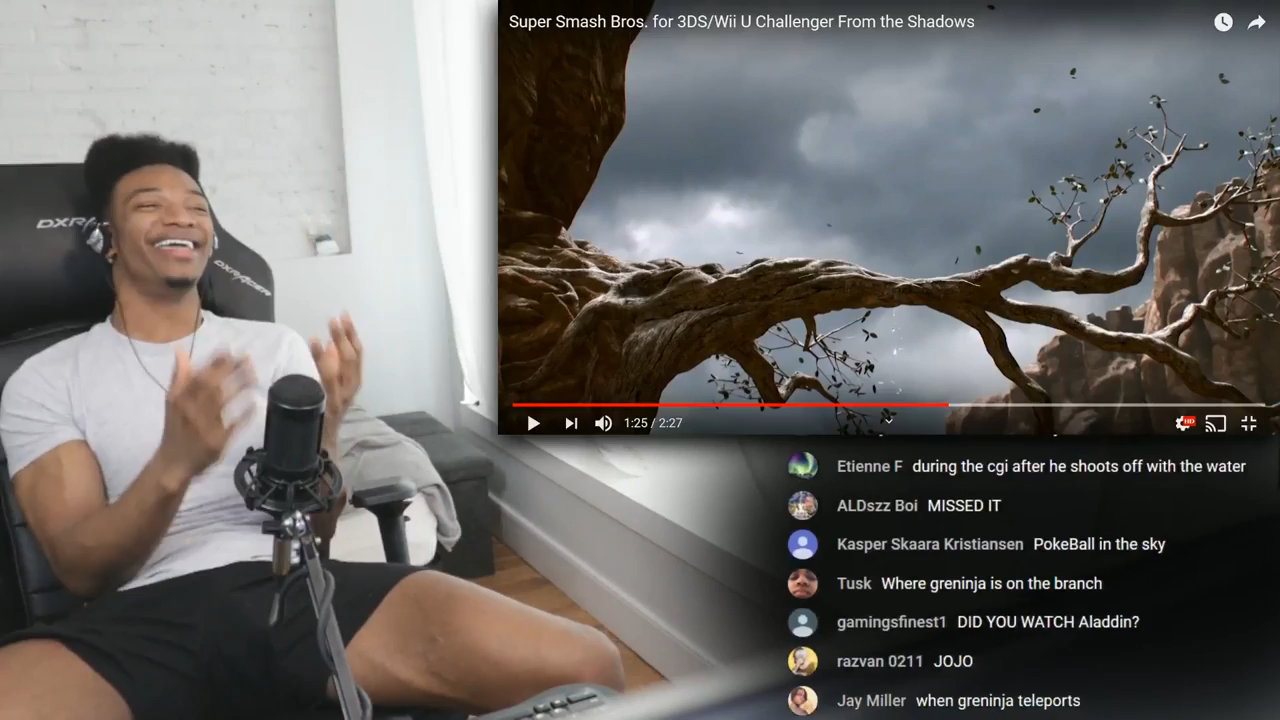 Super Smash Bros. for 3DS/Wii U Challenger From the Shadows
DXRACER
1:25 / 2:27
HD
Etienne F during the cgi after he shoots off with the water
ALDszz Boi MISSED IT
Kasper Skaara Kristiansen PokeBall in the sky
Tusk Where greninja is on the branch
gamingsfinest1 DID YOU WATCH Aladdin?
razvan 0211 JOJO
Jay Miller when greninja teleports